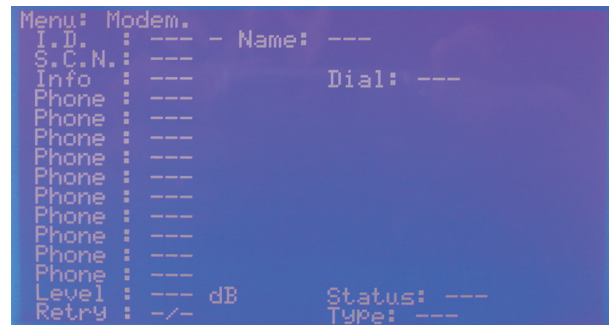 Menu: Modem.
I.D. : --- - Name: ---
S.C.N.: ---
Info : --- Dial: ---
Phone : ---
Phone : ---
Phone : ---
Phone : ---
Phone : ---
Phone : ---
Phone : ---
Phone : ---
Phone : ---
Phone : ---
Level : --- dB Status: ---
Retry : -/- Type: ---